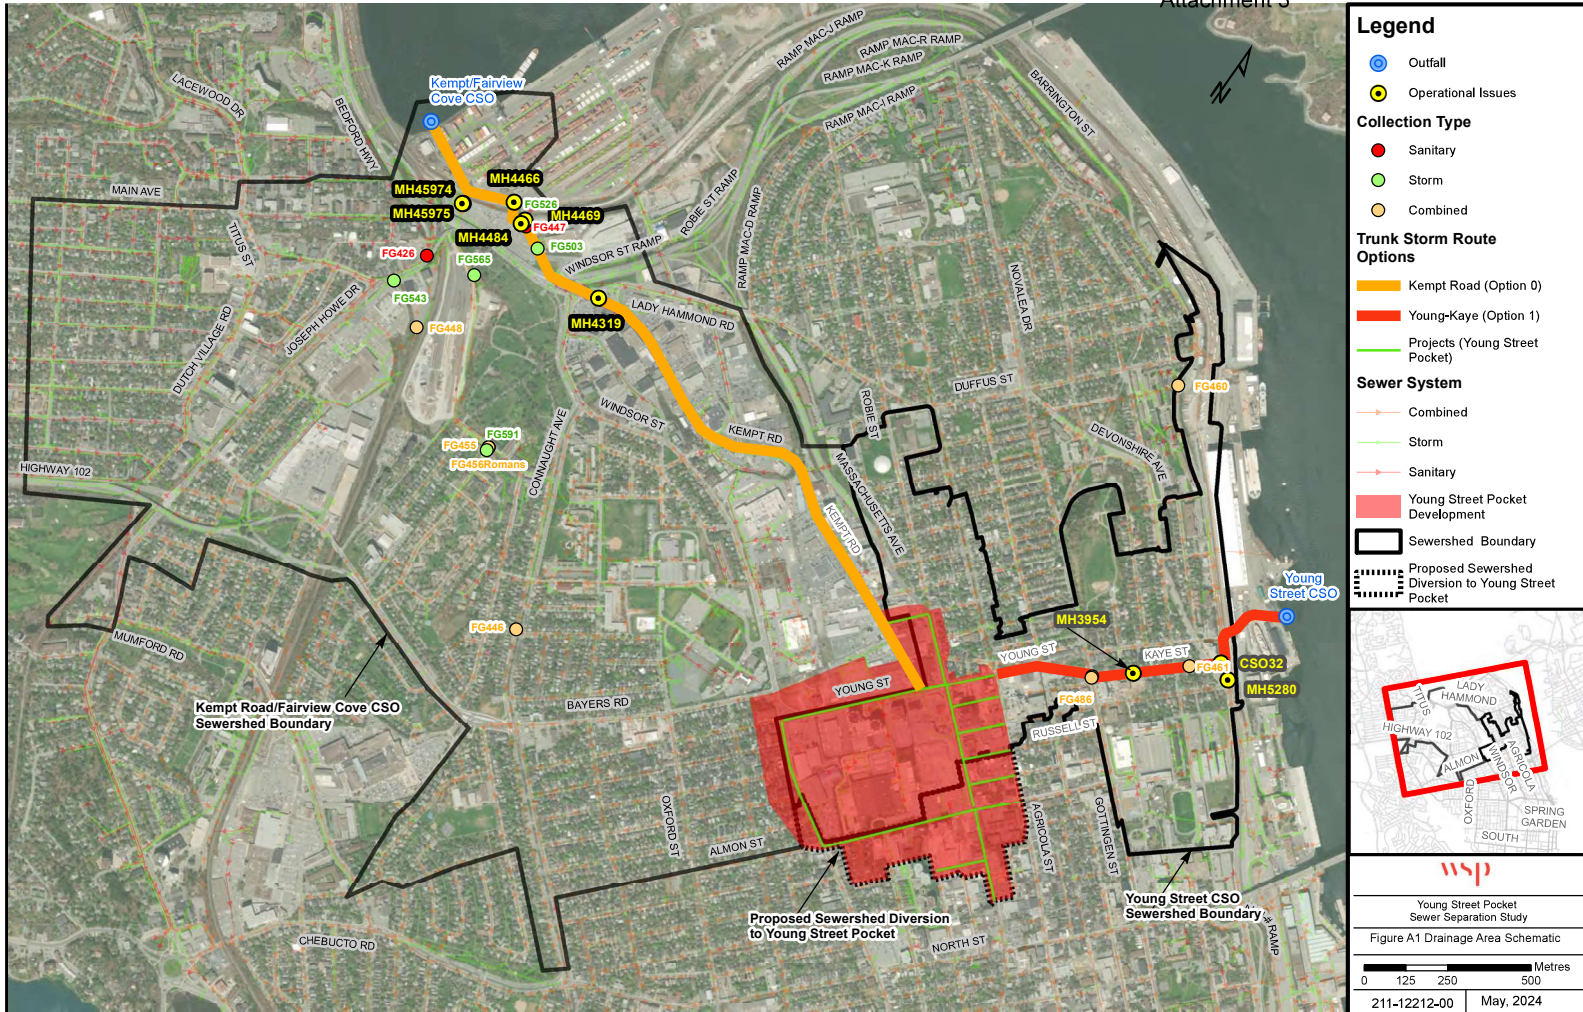 Attachment 3
LACEWOOD DR
BEDFORD HWY
MAIN AVE
TITUS ST
DUTCH VILLAGE RD
JOSEPH HOWE DR
HIGHWAY 102
MUMFORD RD
Kempt/Fairview
Cove CSO
MH45974
MH45975
MH4466
FG526
MH4469
FG447
MH4484
FG503
FG426
FG565
FG543
FG448
MH4319
FG591
FG455
FG456Romans
FG446
WINDSOR ST RAMP
ROBIE ST RAMP
RAMP MAC-D RAMP
RAMP MAC-J RAMP
RAMP MAC-R RAMP
RAMP MAC-K RAMP
RAMP MAC-I RAMP
BARRINGTON ST
N
LADY HAMMOND RD
NOVALEA DR
DUFFUS ST
ROBIE ST
DEVONSHIRE AVE
FG460
WINDSOR ST
CONNAUGHT AVE
KEMPT RD
KEMPT RD
MASSACHUSETTS AVE
Young
Street CSO
MH3954
YOUNG ST
KAYE ST
FG461
CSO32
MH5280
FG486
RUSSELL ST
YOUNG ST
BAYERS RD
Kempt Road/Fairview Cove CSO
Sewershed Boundary
OXFORD ST
ALMON ST
AGRICOLA ST
GOTTINGEN ST
Proposed Sewershed Diversion
to Young Street Pocket
Young Street CSO
Sewershed Boundary
NORTH ST
CHEBUCTO RD
RAMP
Legend
Outfall
Operational Issues
Collection Type
Sanitary
Storm
Combined
Trunk Storm Route
Options
Kempt Road (Option 0)
Young-Kaye (Option 1)
Projects (Young Street
Pocket)
Sewer System
Combined
Storm
Sanitary
Young Street Pocket
Development
Sewershed Boundary
Proposed Sewershed
Diversion to Young Street
Pocket
LADY
HAMMOND
TITUS
HIGHWAY 102
ALMON
WINDSOR
AGRICOLA
OXFORD
SPRING
GARDEN
SOUTH
wsp
Young Street Pocket
Sewer Separation Study
Figure A1 Drainage Area Schematic
Metres
0 125 250 500
211-12212-00 May, 2024